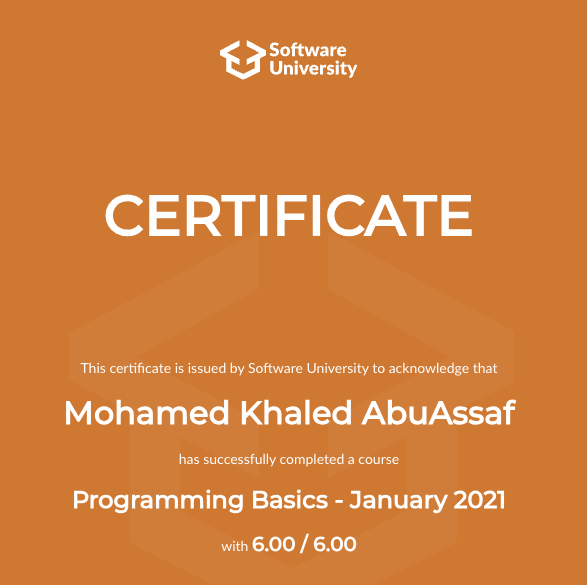 Software
University
CERTIFICATE
This certificate is issued by Software University to acknowledge that
Mohamed Khaled AbuAssaf
has successfully completed a course
Programming Basics - January 2021
with 6.00 / 6.00